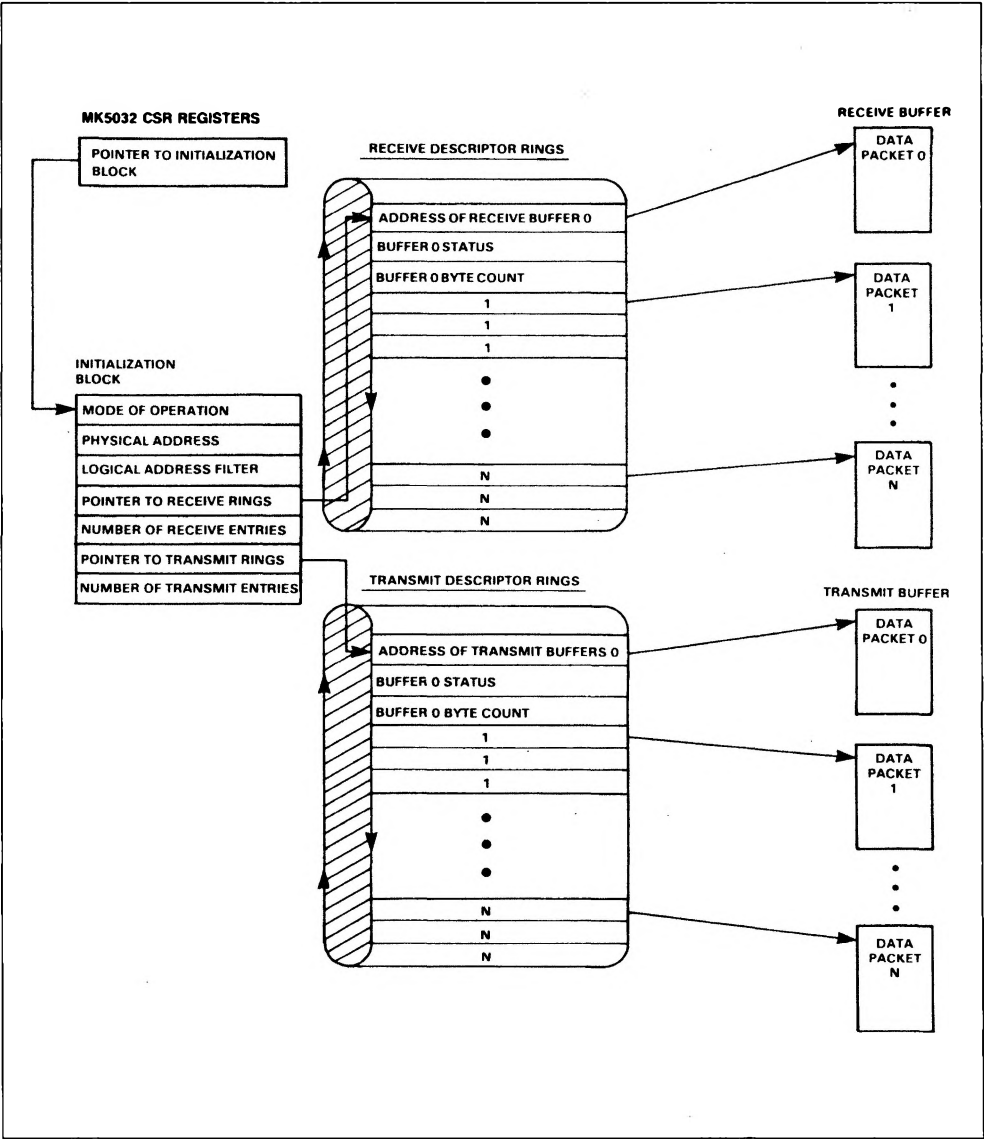 MK5032 CSR REGISTERS
POINTER TO INITIALIZATION
BLOCK
INITIALIZATION
BLOCK
MODE OF OPERATION
PHYSICAL ADDRESS
LOGICAL ADDRESS FILTER
POINTER TO RECEIVE RINGS
NUMBER OF RECEIVE ENTRIES
POINTER TO TRANSMIT RINGS
NUMBER OF TRANSMIT ENTRIES
RECEIVE DESCRIPTOR RINGS
ADDRESS OF RECEIVE BUFFER 0
BUFFER 0 STATUS
BUFFER 0 BYTE COUNT
1
1
1
N
N
N
TRANSMIT DESCRIPTOR RINGS
ADDRESS OF TRANSMIT BUFFERS 0
BUFFER 0 STATUS
BUFFER 0 BYTE COUNT
1
1
1
N
N
N
RECEIVE BUFFER
DATA
PACKET 0
DATA
PACKET
1
DATA
PACKET
N
TRANSMIT BUFFER
DATA
PACKET 0
DATA
PACKET
1
DATA
PACKET
N